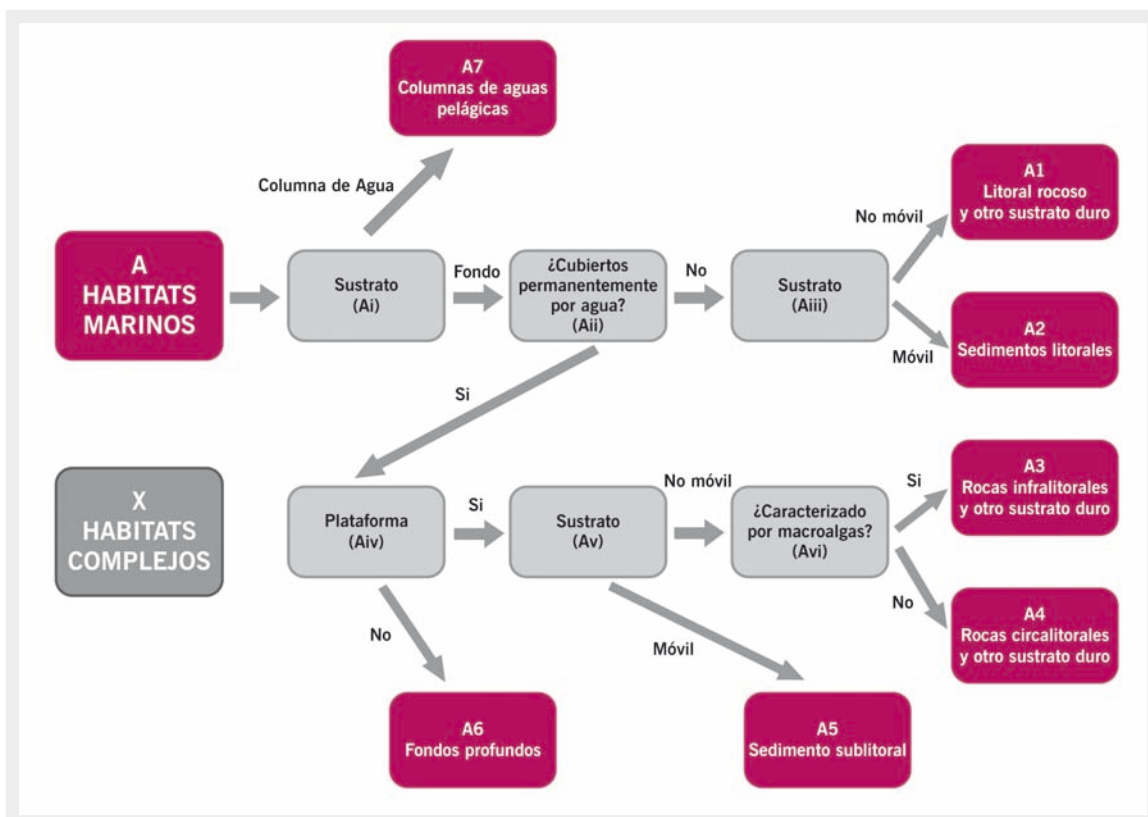 A7
Columnas de aguas
pelágicas
Columna de Agua
A
HABITATS
MARINOS
Sustrato
(Ai)
Fondo
¿Cubiertos
permanentemente
por agua?
(Aii)
No
Sustrato
(Aiii)
No móvil
A1
Litoral rocoso
y otro sustrato duro
Móvil
A2
Sedimentos litorales
Si
X
HABITATS
COMPLEJOS
Plataforma
(Aiv)
Si
Sustrato
(Av)
No móvil
¿Caracterizado
por macroalgas?
(Avi)
Si
A3
Rocas infralitorales
y otro sustrato duro
No
A4
Rocas circalitorales
y otro sustrato duro
No
A6
Fondos profundos
Móvil
A5
Sedimento sublitoral